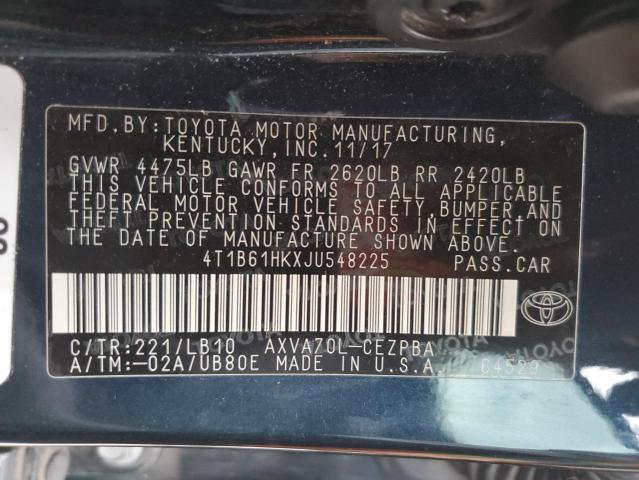 MFD.BY:TOYOTA MOTOR MANUFACTURING,
KENTUCKY, INC. 11/17
GVWR 4475LB GAWR FR 2620LB RR 2420LB
THIS VEHICLE CONFORMS TO ALL APPLICABLE
FEDERAL MOTOR VEHICLE SAFETY, BUMPER, AND
THEFT PREVENTION STANDARDS IN EFFECT ON
THE DATE OF MANUFACTURE SHOWN ABOVE.
4T1B61HKXJU548225 PASS.CAR
C/TR:221/LB10 AXVA70L-CEZPBA
A/TM:-02A/UB80E MADE IN U.S.A.